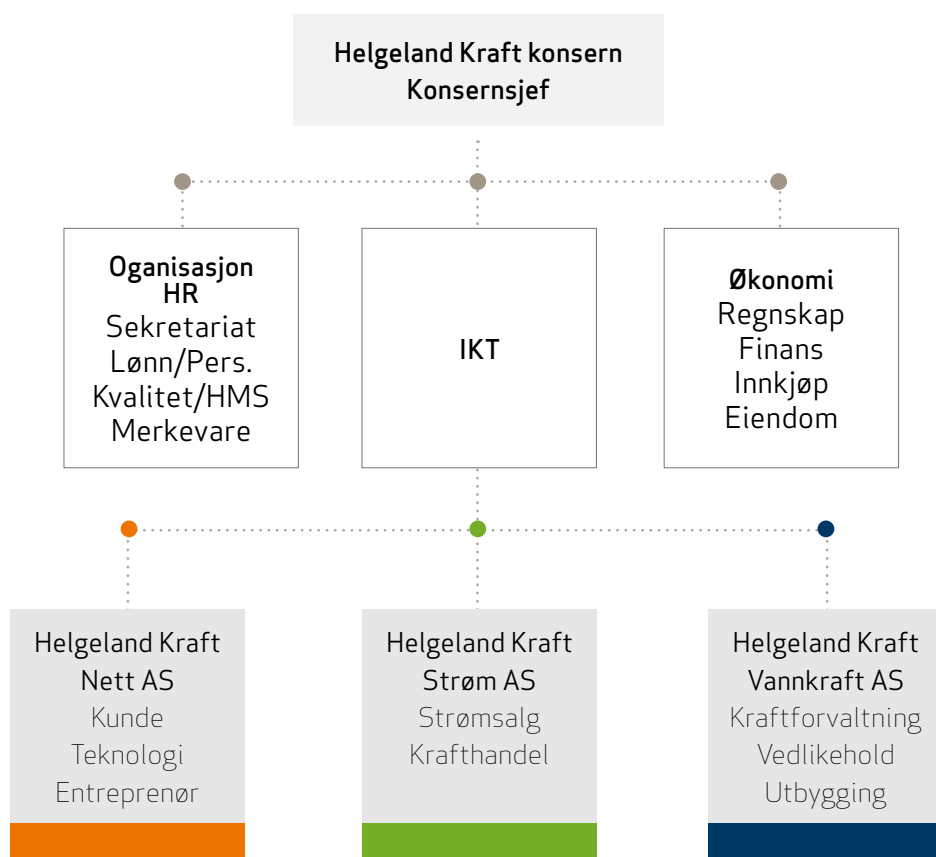 Helgeland Kraft konsern
Konsernsjef
Oganisasjon
HR
Sekretariat
Lønn/Pers.
Kvalitet/HMS
Merkevare
IKT
Økonomi
Regnskap
Finans
Innkjøp
Eiendom
Helgeland Kraft
Nett AS
Kunde
Teknologi
Entreprenør
Helgeland Kraft
Strøm AS
Strømsalg
Krafthandel
Helgeland Kraft
Vannkraft AS
Kraftforvaltning
Vedlikehold
Utbygging